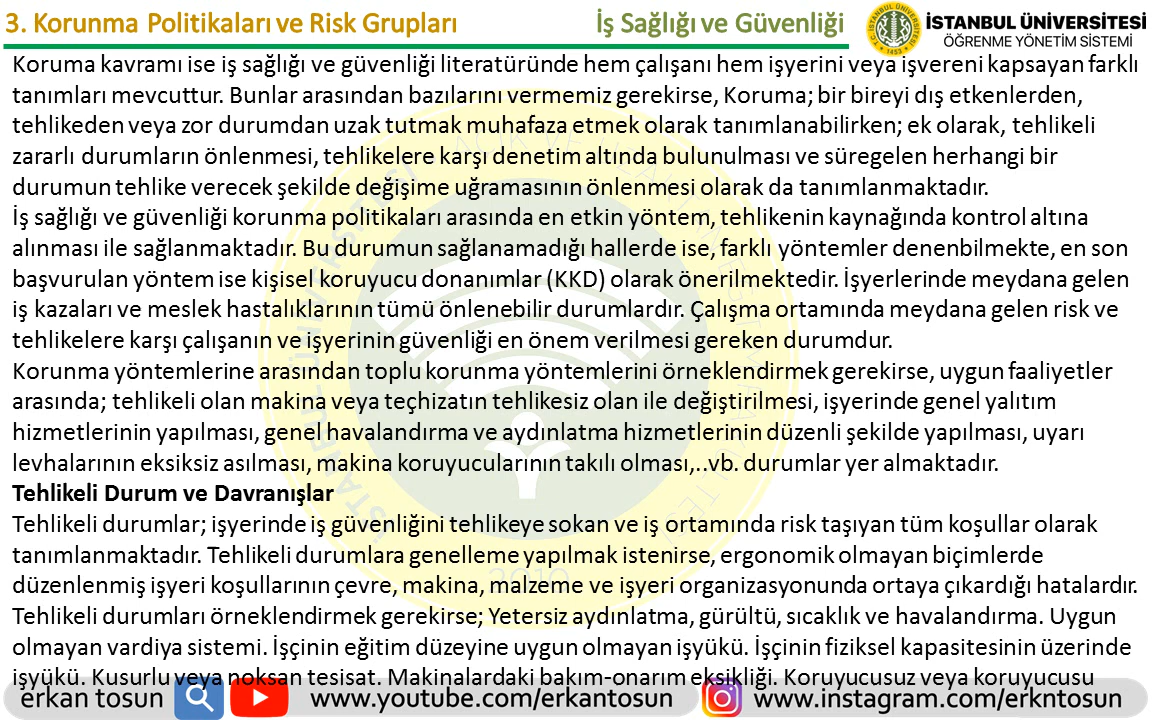 3. Korunma Politikaları ve Risk Grupları İş Sağlığı ve Güvenliği İSTANBUL ÜNİVERSİTESİ
ÖĞRENME YÖNETİM SİSTEMİ
Koruma kavramı ise iş sağlığı ve güvenliği literatüründe hem çalışanı hem işyerini veya işvereni kapsayan farklı
tanımları mevcuttur. Bunlar arasından bazılarını vermemiz gerekirse, Koruma; bir bireyi dış etkenlerden,
tehlikeden veya zor durumdan uzak tutmak muhafaza etmek olarak tanımlanabilirken; ek olarak, tehlikeli
zararlı durumların önlenmesi, tehlikelere karşı denetim altında bulunulması ve süregelen herhangi bir
durumun tehlike verecek şekilde değişime uğramasının önlenmesi olarak da tanımlanmaktadır.
İş sağlığı ve güvenliği korunma politikaları arasında en etkin yöntem, tehlikenin kaynağında kontrol altına
alınması ile sağlanmaktadır. Bu durumun sağlanamadığı hallerde ise, farklı yöntemler denenbilmekte, en son
başvurulan yöntem ise kişisel koruyucu donanımlar (KKD) olarak önerilmektedir. İşyerlerinde meydana gelen
iş kazaları ve meslek hastalıklarının tümü önlenebilir durumlardır. Çalışma ortamında meydana gelen risk ve
tehlikelere karşı çalışanın ve işyerinin güvenliği en önem verilmesi gereken durumdur.
Korunma yöntemlerine arasından toplu korunma yöntemlerini örneklendirmek gerekirse, uygun faaliyetler
arasında; tehlikeli olan makina veya teçhizatın tehlikesiz olan ile değiştirilmesi, işyerinde genel yalıtım
hizmetlerinin yapılması, genel havalandırma ve aydınlatma hizmetlerinin düzenli şekilde yapılması, uyarı
levhalarının eksiksiz asılması, makina koruyucularının takılı olması,..vb. durumlar yer almaktadır.
Tehlikeli Durum ve Davranışlar
Tehlikeli durumlar; işyerinde iş güvenliğini tehlikeye sokan ve iş ortamında risk taşıyan tüm koşullar olarak
tanımlanmaktadır. Tehlikeli durumlara genelleme yapılmak istenirse, ergonomik olmayan biçimlerde
düzenlenmiş işyeri koşullarının çevre, makina, malzeme ve işyeri organizasyonunda ortaya çıkardığı hatalardır.
Tehlikeli durumları örneklendirmek gerekirse; Yetersiz aydınlatma, gürültü, sıcaklık ve havalandırma. Uygun
olmayan vardiya sistemi. İşçinin eğitim düzeyine uygun olmayan işyükü. İşçinin fiziksel kapasitesinin üzerinde
işyükü. Kusurlu veya noksan tesisat. Makinalardaki bakım-onarım eksikliği. Koruyucusuz veya koruyucusu
erkan tosun www.youtube.com/erkantosun www.instagram.com/erkntosun